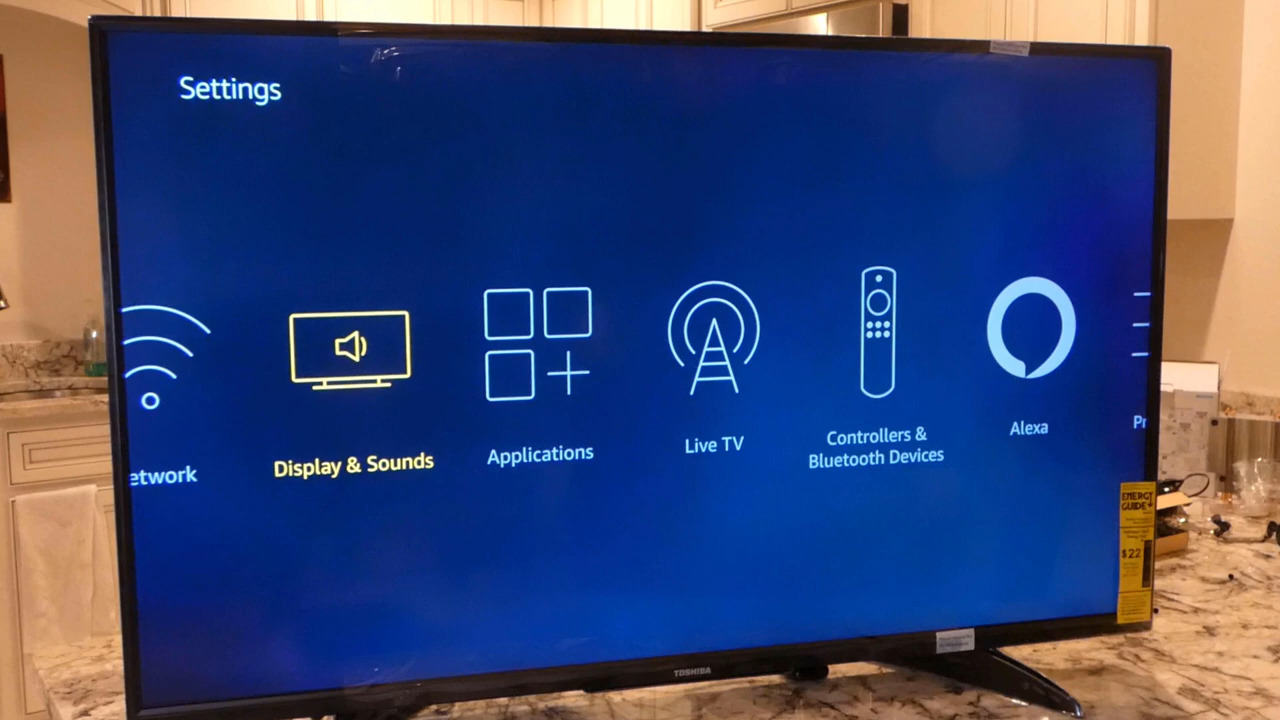 Settings
etwork
Display & Sounds
Applications
Live TV
Controllers &
Bluetooth Devices
Alexa
Pr
ENERGY
GUIDE
$22
TOSHIBA